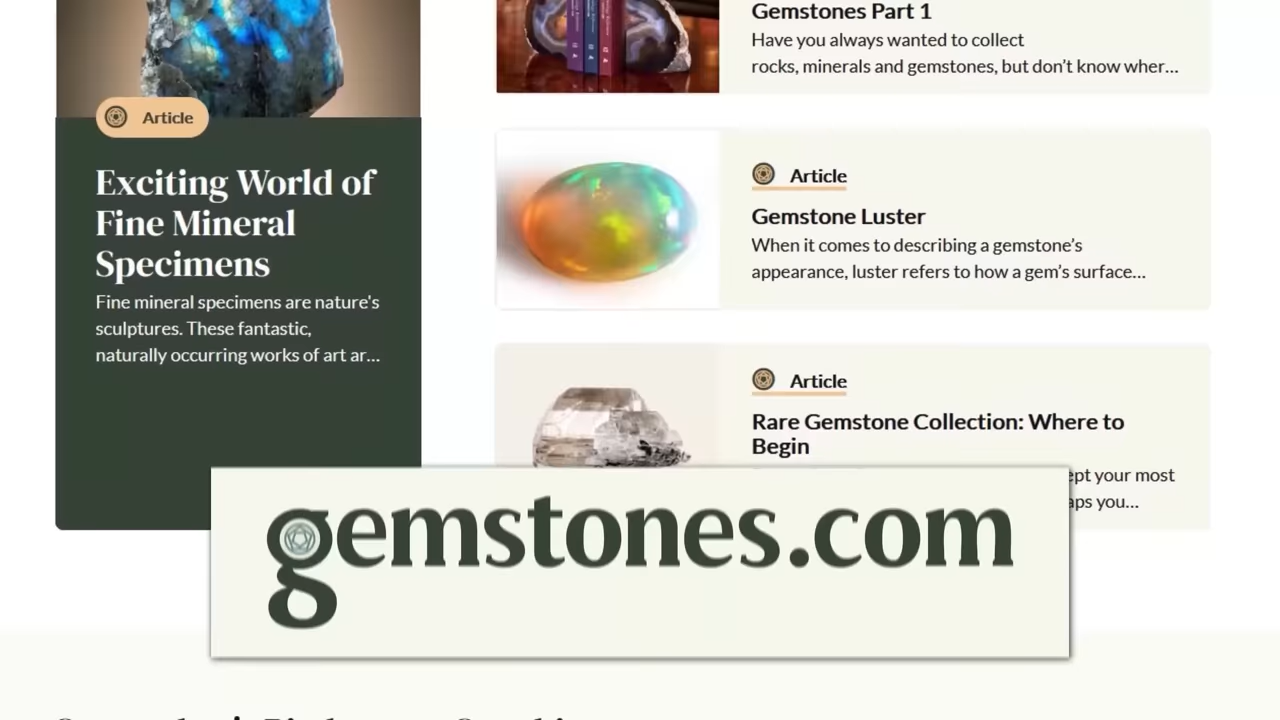 Article
Exciting World of
Fine Mineral
Specimens
Fine mineral specimens are nature's
sculptures. These fantastic,
naturally occurring works of art ar...
Gemstones Part 1
Have you always wanted to collect
rocks, minerals and gemstones, but don't know wher...
Article
Gemstone Luster
When it comes to describing a gemstone's
appearance, luster refers to how a gem's surface...
Article
Rare Gemstone Collection: Where to
Begin
your most
you...
gemstones.com